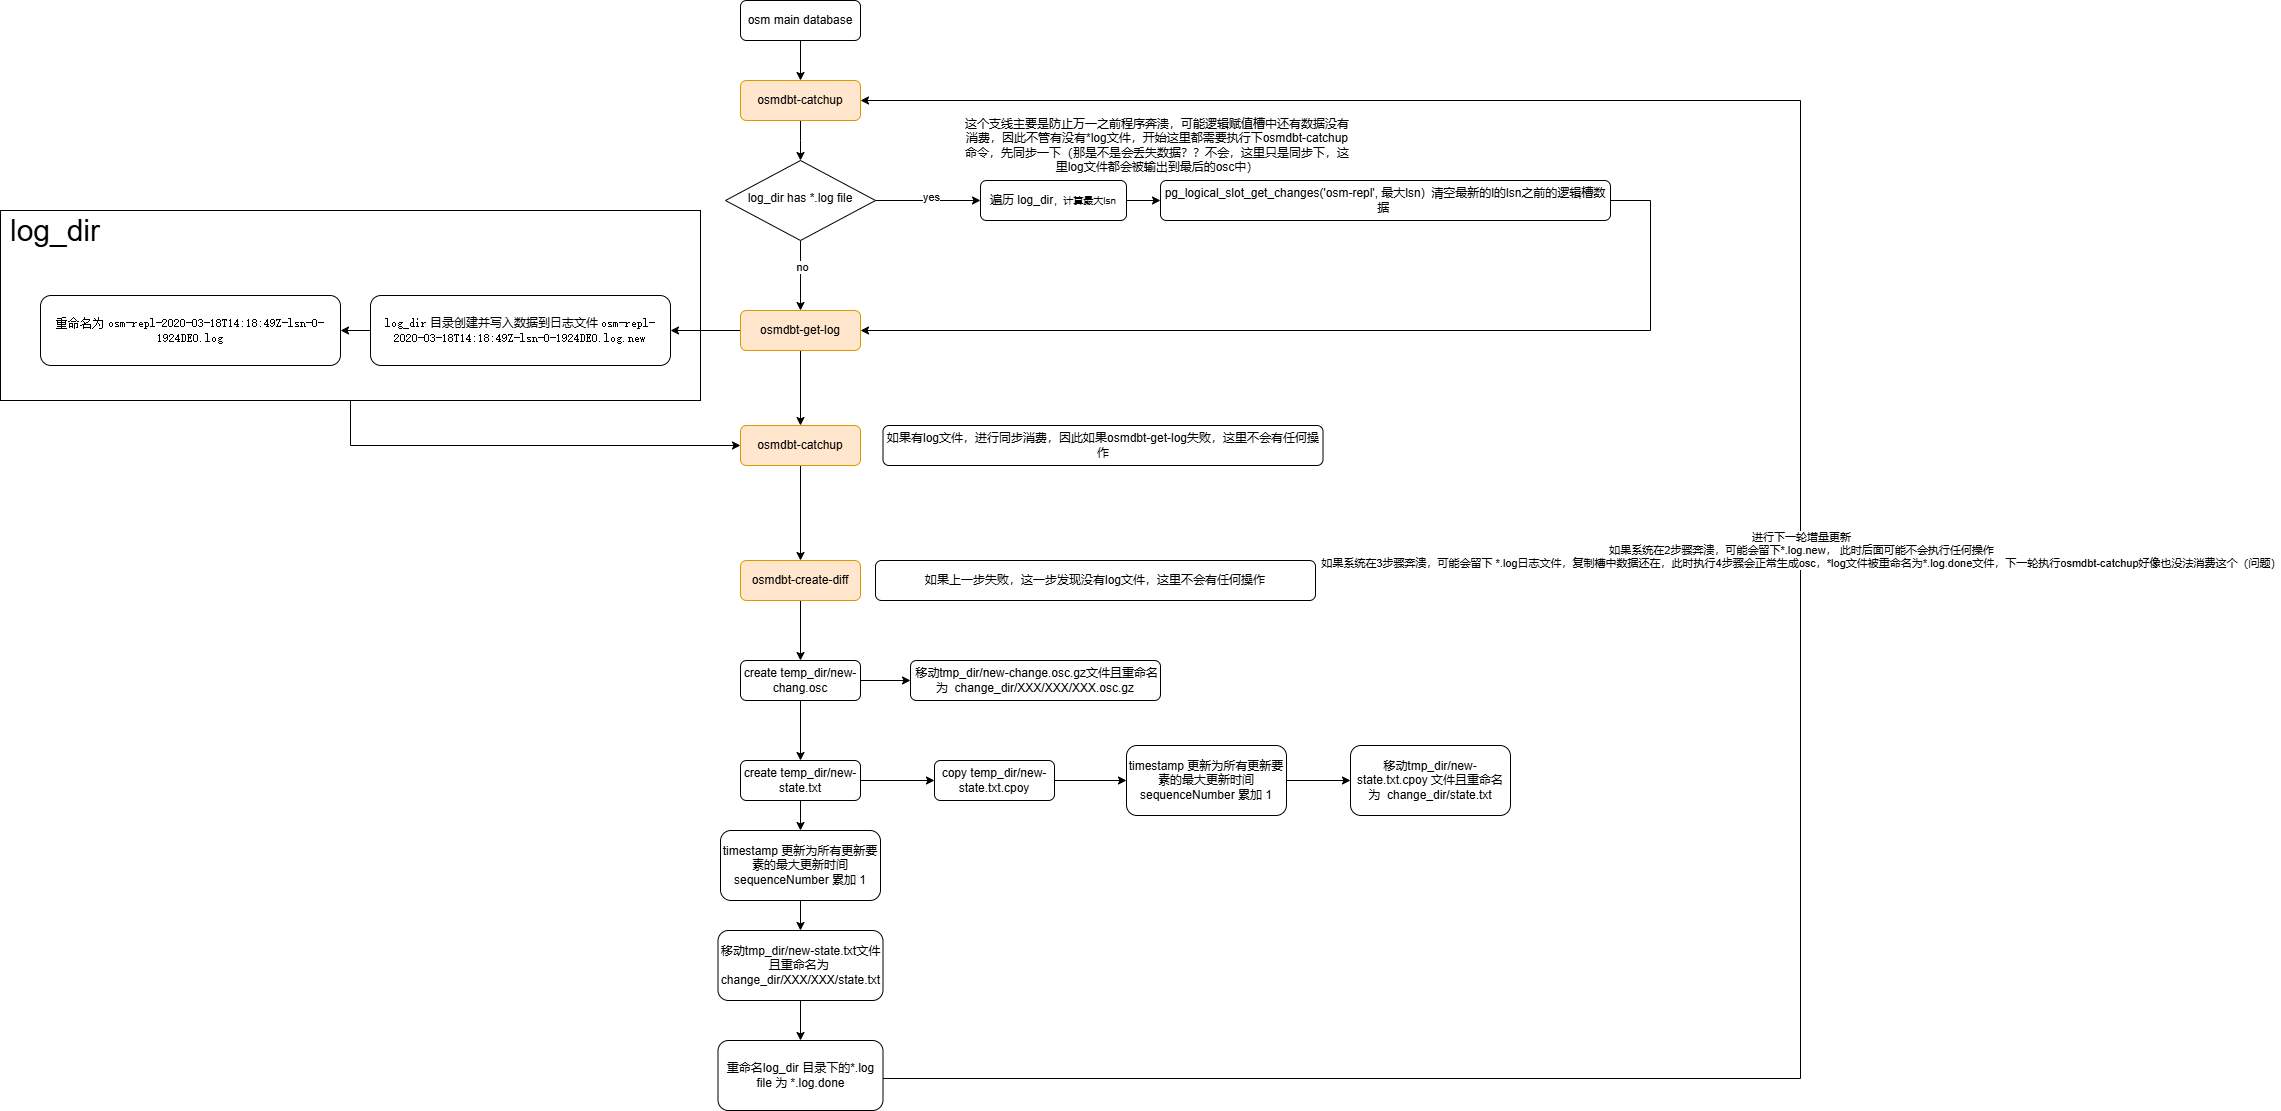 osm main database
osmdbt-catchup
这个支线主要是防止万一之前程序奔溃，可能逻辑赋值槽中还有数据没有
消费，因此不管有没有*log文件，开始这里都需要执行下osmdbt-catchup
命令，先同步一下（那是不是会丢失数据？？不会，这里只是同步下，这
里log文件都会被输出到最后的osc中）
log_dir has *.log file
yes
遍历 log_dir，计算最大lsn
pg_logical_slot_get_changes('osm-repl', 最大lsn）清空最新的l的lsn之前的逻辑槽数
据
no
log_dir
重命名为 osm-repl-2020-03-18T14:18:49Z-lsn-0-
1924DE0.log
log_dir 目录创建并写入数据到日志文件 osm-repl-
2020-03-18T14:18:49Z-lsn-0-1924DE0.log.new
osmdbt-get-log
osmdbt-catchup
如果有log文件，进行同步消费，因此如果osmdbt-get-log失败，这里不会有任何操
作
进行下一轮增量更新
如果系统在2步骤奔溃，可能会留下*.log.new， 此时后面可能不会执行任何操作
如果系统在3步骤奔溃，可能会留下 *.log日志文件，复制槽中数据还在，此时执行4步骤会正常生成osc，*log文件被重命名为*.log.done文件，下一轮执行osmdbt-catchup好像也没法消费这个（问题）
osmdbt-create-diff
如果上一步失败，这一步发现没有log文件，这里不会有任何操作
create temp_dir/new-
chang.osc
移动tmp_dir/new-change.osc.gz文件且重命名
为 change_dir/XXX/XXX/XXX.osc.gz
create temp_dir/new-
state.txt
copy temp_dir/new-
state.txt.cpoy
timestamp 更新为所有更新要
素的最大更新时间
sequenceNumber 累加 1
移动tmp_dir/new-
state.txt.cpoy 文件且重命名
为 change_dir/state.txt
timestamp 更新为所有更新要
素的最大更新时间
sequenceNumber 累加 1
移动tmp_dir/new-state.txt文件
且重命名为
change_dir/XXX/XXX/state.txt
重命名log_dir 目录下的*.log
file 为 *.log.done